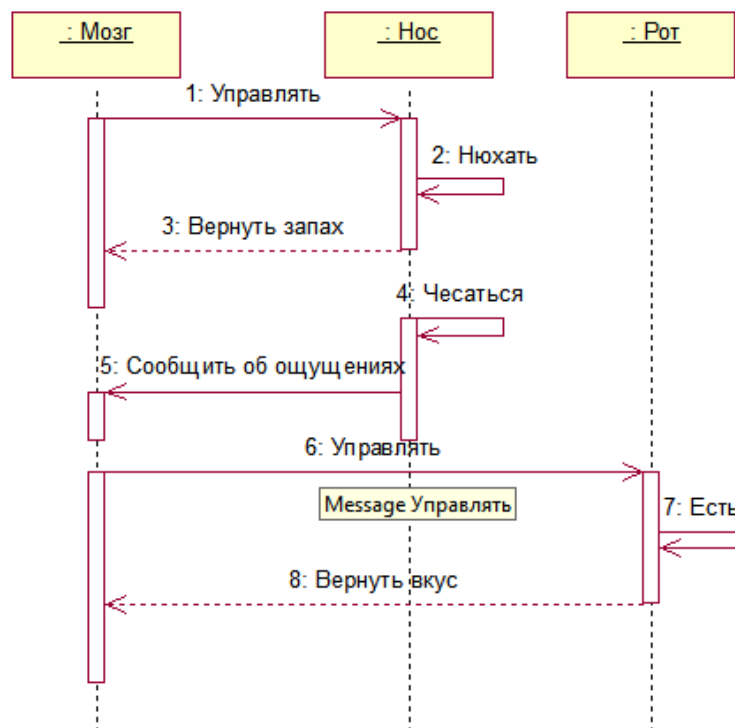 : Мозг
: Нос
: Рот
1: Управлять
2: Нюхать
3: Вернуть запах
4: Чесаться
5: Сообщить об ощущениях
6: Управлять
Message Управлять
7: Есть
8: Вернуть вкус